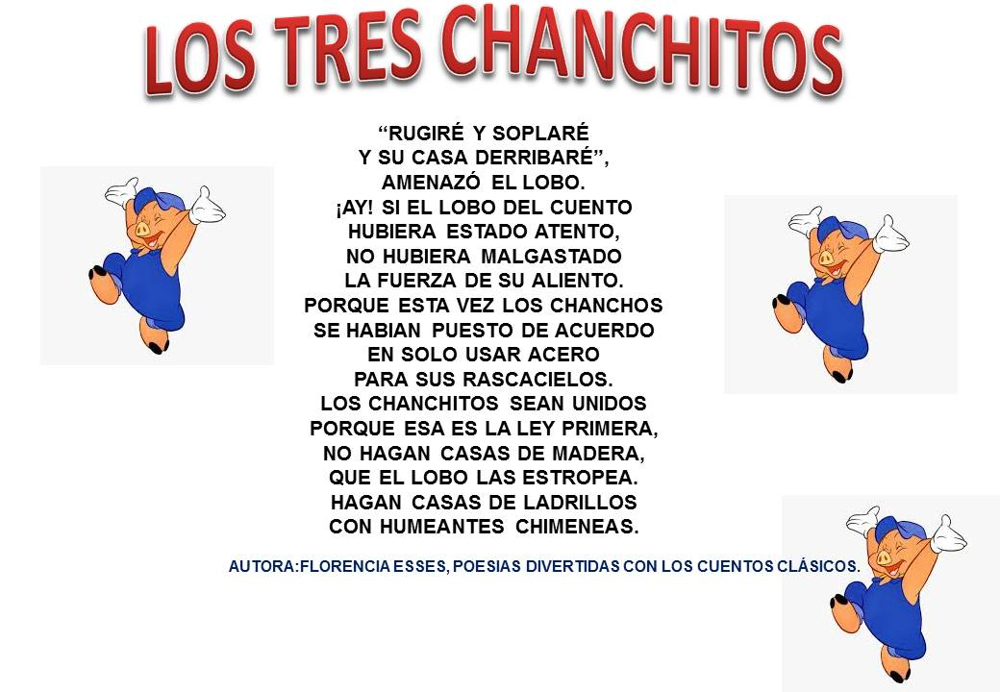 LOS TRES CHANCHITOS
“RUGIRÉ Y SOPLARÉ
Y SU CASA DERRIBARÉ”,
AMENAZÓ EL LOBO.
¡AY! SI EL LOBO DEL CUENTO
HUBIERA ESTADO ATENTO,
NO HUBIERA MALGASTADO
LA FUERZA DE SU ALIENTO.
PORQUE ESTA VEZ LOS CHANCHOS
SE HABIAN PUESTO DE ACUERDO
EN SOLO USAR ACERO
PARA SUS RASCACIELOS.
LOS CHANCHITOS SEAN UNIDOS
PORQUE ESA ES LA LEY PRIMERA,
NO HAGAN CASAS DE MADERA,
QUE EL LOBO LAS ESTROPEA.
HAGAN CASAS DE LADRILLOS
CON HUMEANTES CHIMENEAS.
AUTORA:FLORENCIA ESSES, POESIAS DIVERTIDAS CON LOS CUENTOS CLÁSICOS.